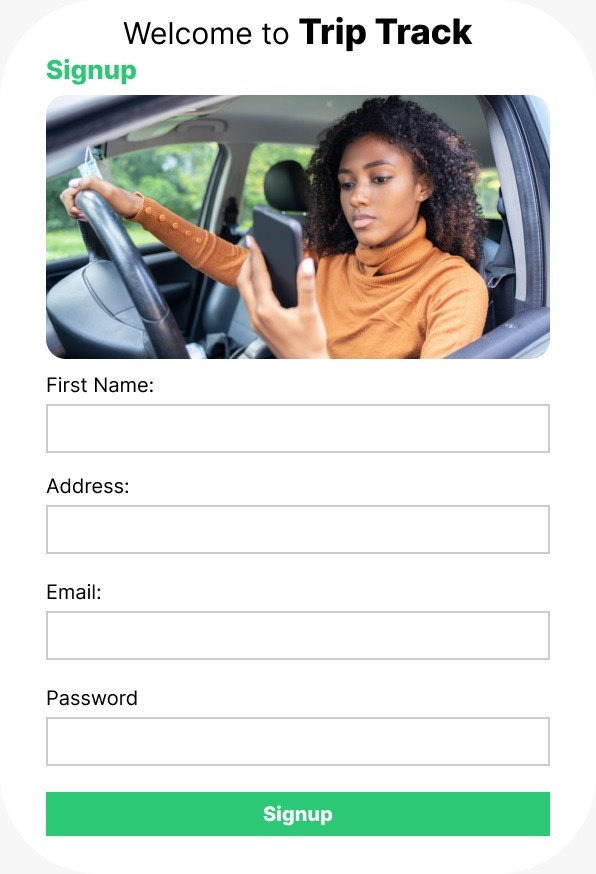 Welcome to Trip Track
Signup
First Name:
Address:
Email:
Password
Signup